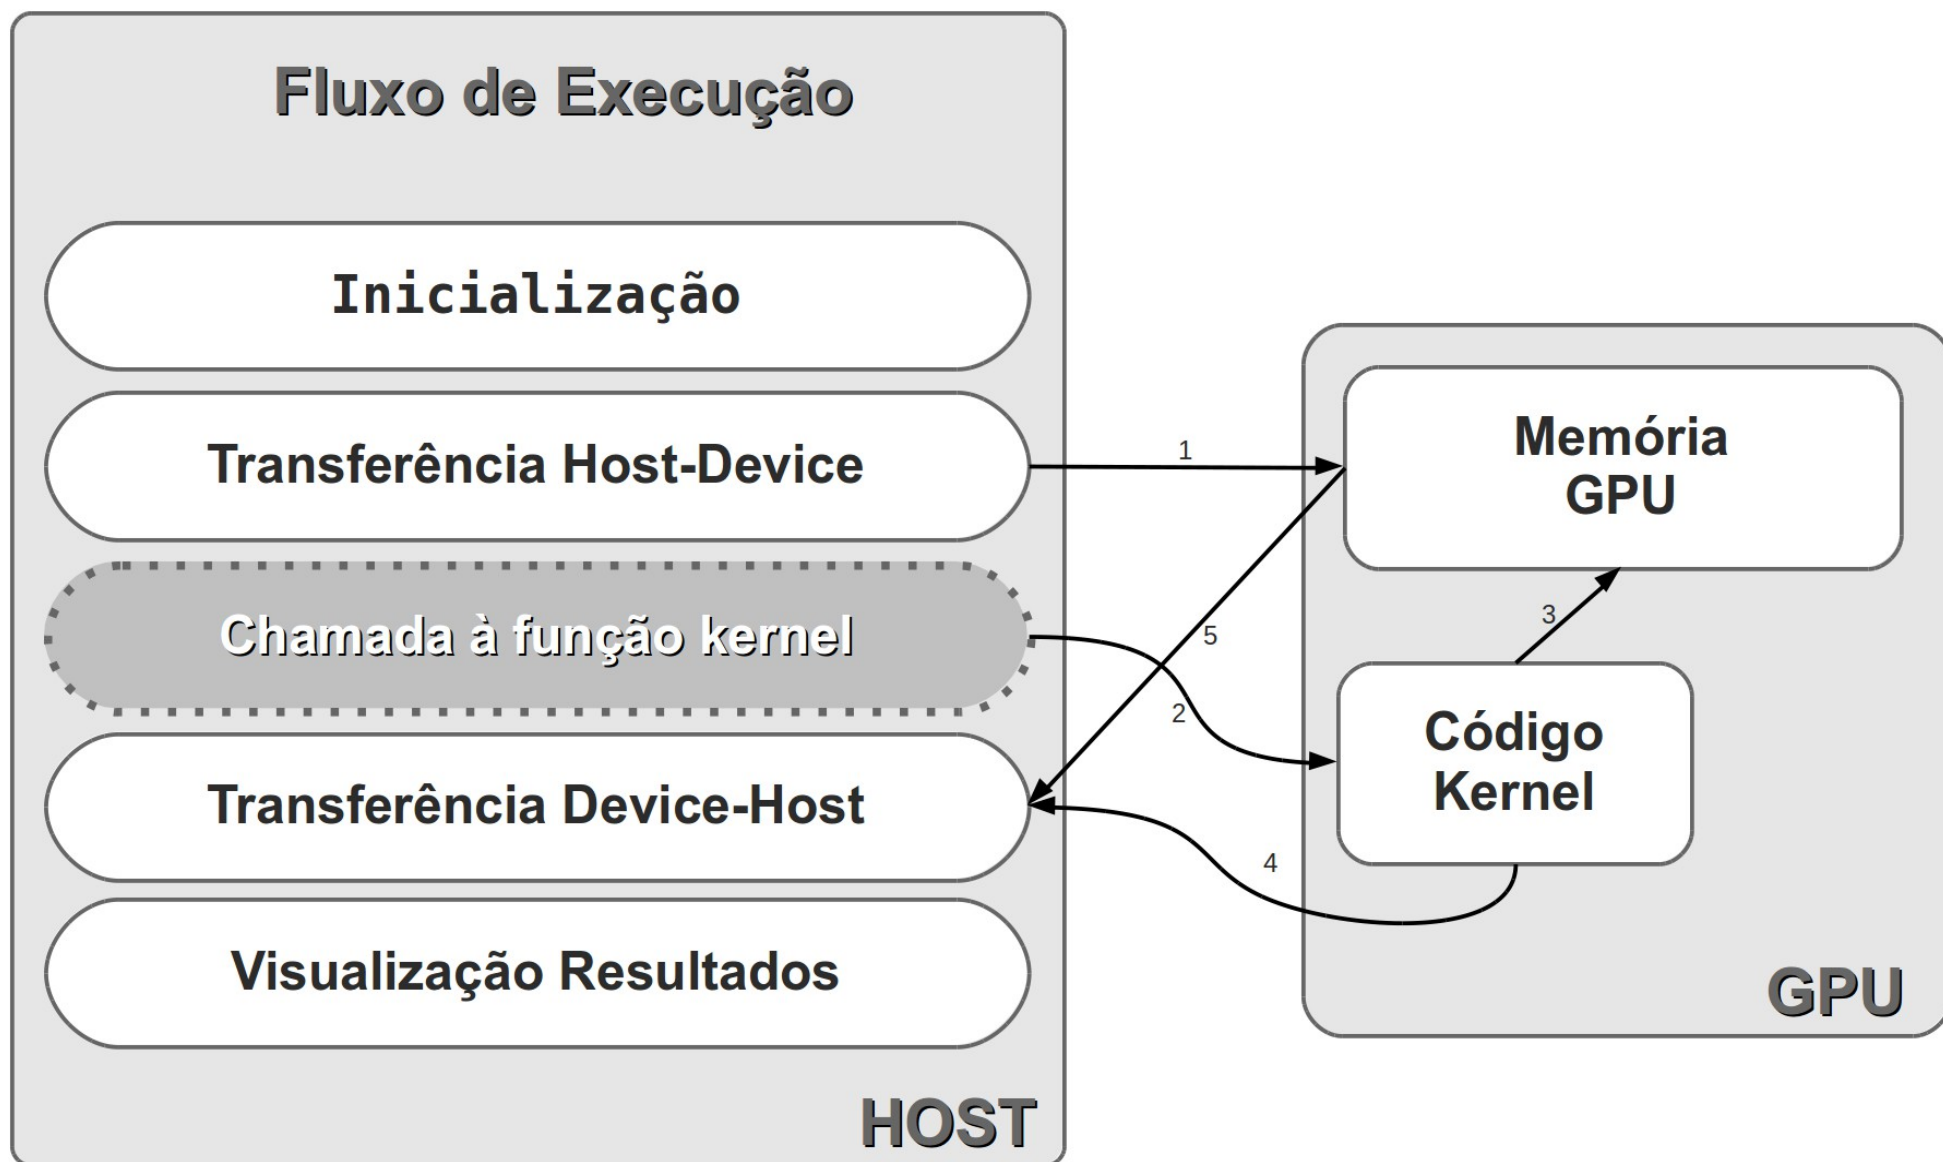 Fluxo de Execução
Inicialização
Transferência Host-Device
Chamada à função kernel
Transferência Device-Host
Visualização Resultados
HOST
1
5
2
4
Memória
GPU
3
Código
Kernel
GPU